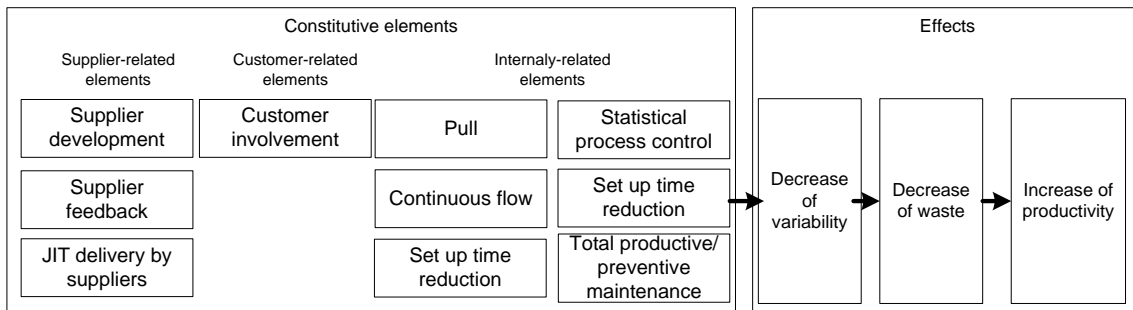 Constitutive elements
Supplier-related
elements
Customer-related
elements
Internaly-related
elements
Supplier
development
Customer
involvement
Pull
Statistical
process control
Supplier
feedback
Continuous flow
Set up time
reduction
JIT delivery by
suppliers
Set up time
reduction
Total productive/
preventive
maintenance
Effects
Decrease
of
variability
Decrease
of waste
Increase of
productivity